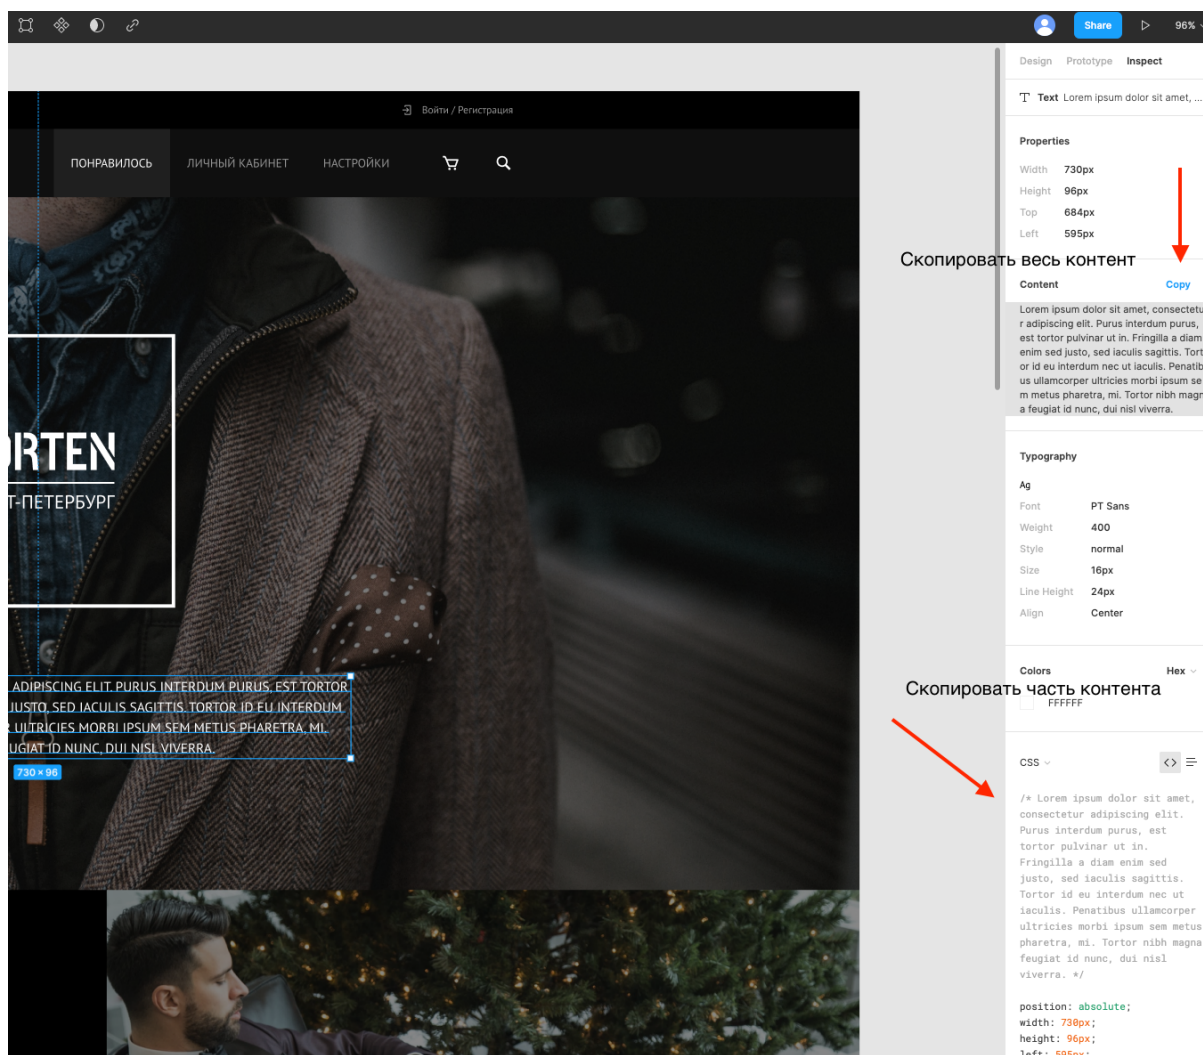 Share
96%
Design Prototype Inspect
T Text Lorem ipsum dolor sit amet, ...
Войти / Регистрация
ПОНРАВИЛОСЬ ЛИЧНЫЙ КАБИНЕТ НАСТРОЙКИ
ORTEN
Т-ПЕТЕРБУРГ
ADIPISCING ELIT. PURUS INTERDUM PURUS, EST TORTOR
JUSTO, SED IACULIS SAGITTIS. TORTOR ID EU INTERDUM
R ULTRICIES MORBI IPSUM SEM METUS PHARETRA, MI.
EUGIAT ID NUNC, DUI NISL VIVERRA.
730 × 96
Properties
Width 730px
Height 96px
Top 684px
Left 595px
Скопировать весь контент
Content Copy
Lorem ipsum dolor sit amet, consectetu
r adipiscing elit. Purus interdum purus,
est tortor pulvinar ut in. Fringilla a diam
enim sed justo, sed iaculis sagittis. Tort
or id eu interdum nec ut iaculis. Penatib
us ullamcorper ultricies morbi ipsum se
m metus pharetra, mi. Tortor nibh magn
a feugiat id nunc, dui nisl viverra.
Typography
Ag
Font PT Sans
Weight 400
Style normal
Size 16px
Line Height 24px
Align Center
Colors Hex
Скопировать часть контента
FFFFFF
CSS
/* Lorem ipsum dolor sit amet,
consectetur adipiscing elit.
Purus interdum purus, est
tortor pulvinar ut in.
Fringilla a diam enim sed
justo, sed iaculis sagittis.
Tortor id eu interdum nec ut
iaculis. Penatibus ullamcorper
ultricies morbi ipsum sem metus
pharetra, mi. Tortor nibh magna
feugiat id nunc, dui nisl
viverra. */
position: absolute;
width: 730px;
height: 96px;
left: 595px;